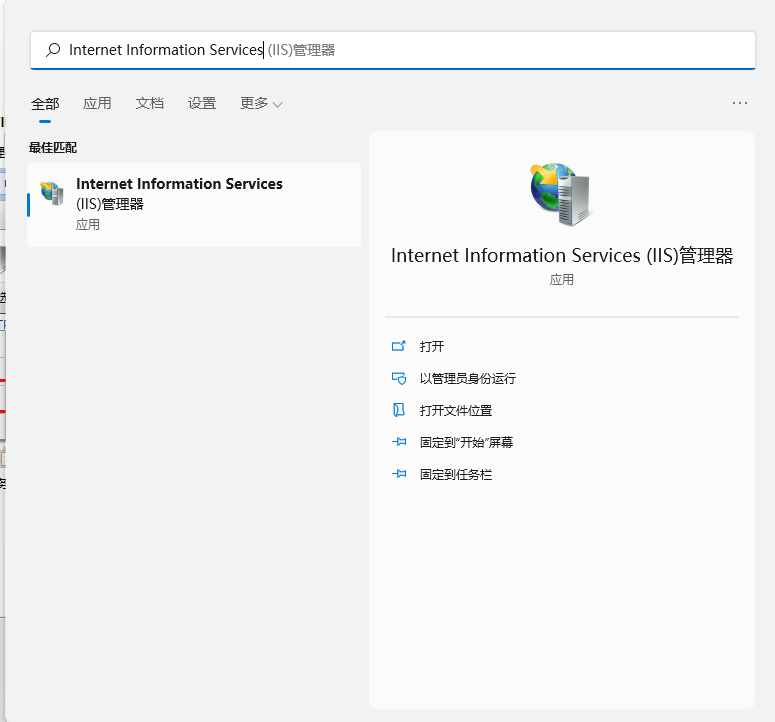 Internet Information Services (IIS)管理器
全部 应用 文档 设置 更多
最佳匹配
Internet Information Services
(IIS)管理器
应用
Internet Information Services (IIS)管理器
应用
打开
以管理员身份运行
打开文件位置
固定到"开始"屏幕
固定到任务栏